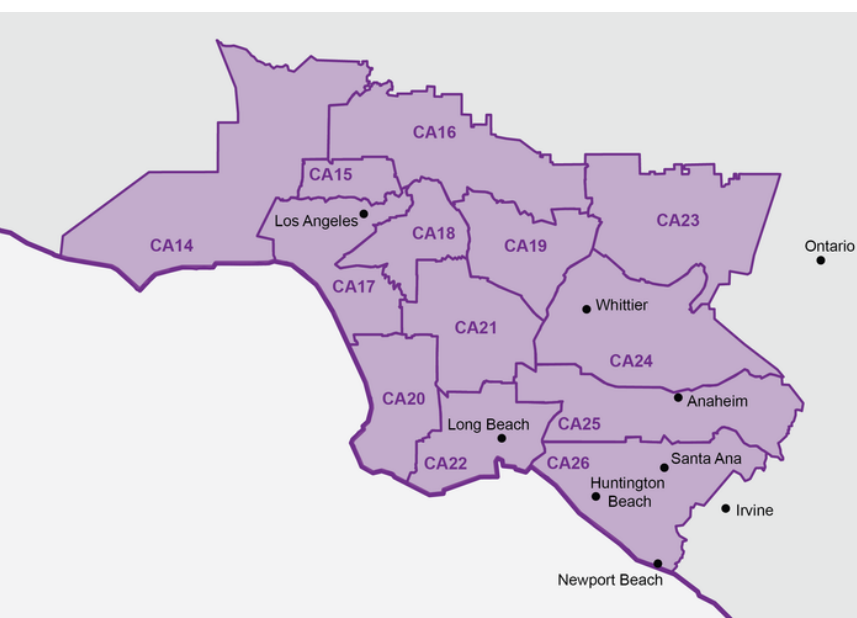 CA16
CA15
Los Angeles
CA23
CA18
CA14
CA19
Ontario
CA17
Whittier
CA21
CA24
CA20
Anaheim
Long Beach
CA25
CA22
CA26
Santa Ana
Huntington
Beach
Irvine
Newport Beach